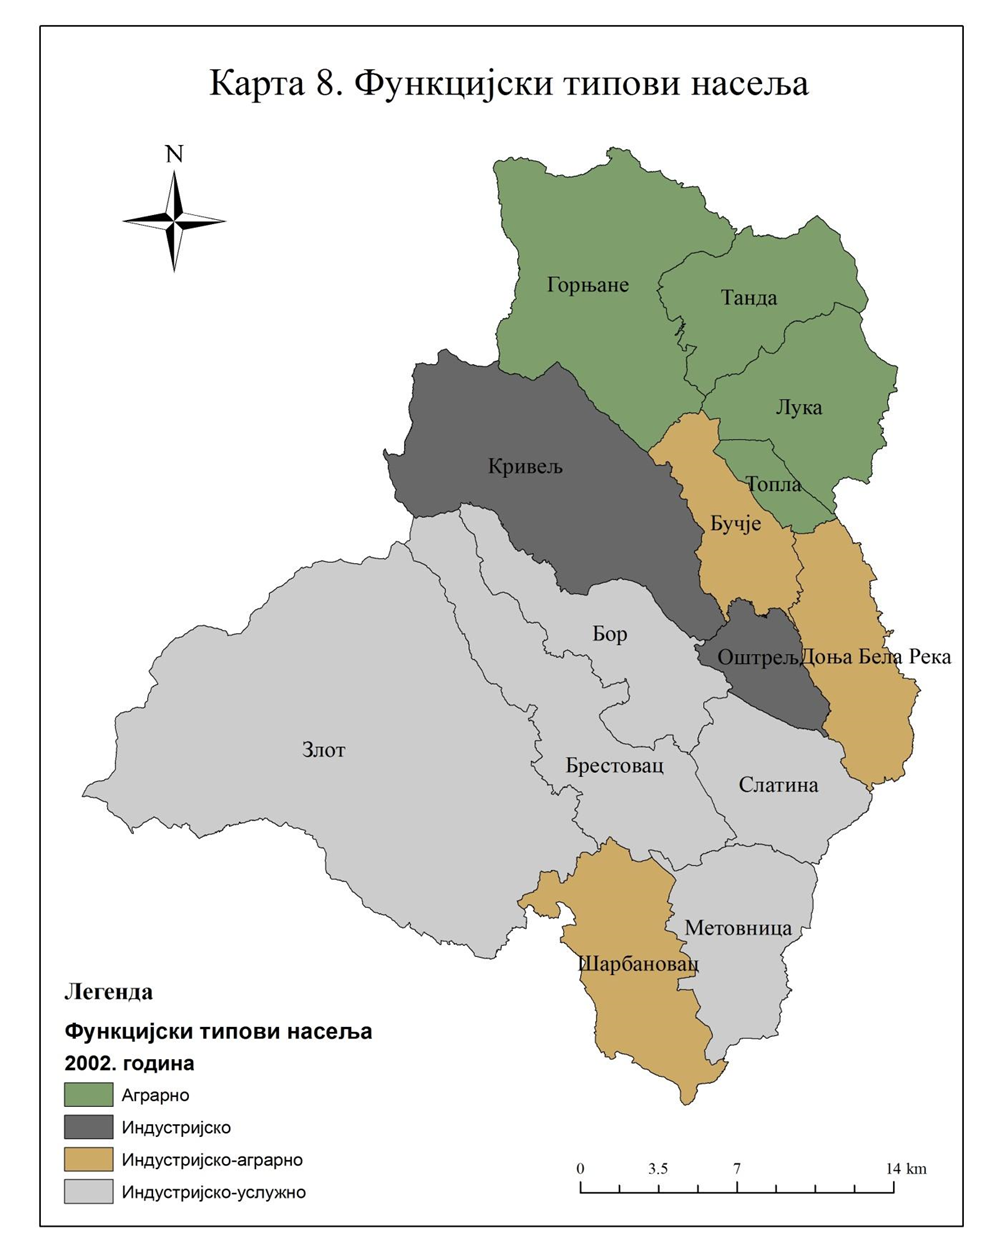 Карта 8. Функцијски типови насеља
N
Горњане
Танда
Лука
Кривељ
Топла
Бучје
Бор
Оштрељ
Доња Бела Река
Злот
Брестовац
Слатина
Метовница
Шарбановац
Легенда
Функцијски типови насеља
2002. година
Аграрно
Индустријско
Индустријско-аграрно
Индустријско-услужно
0 3.5 7 14 km